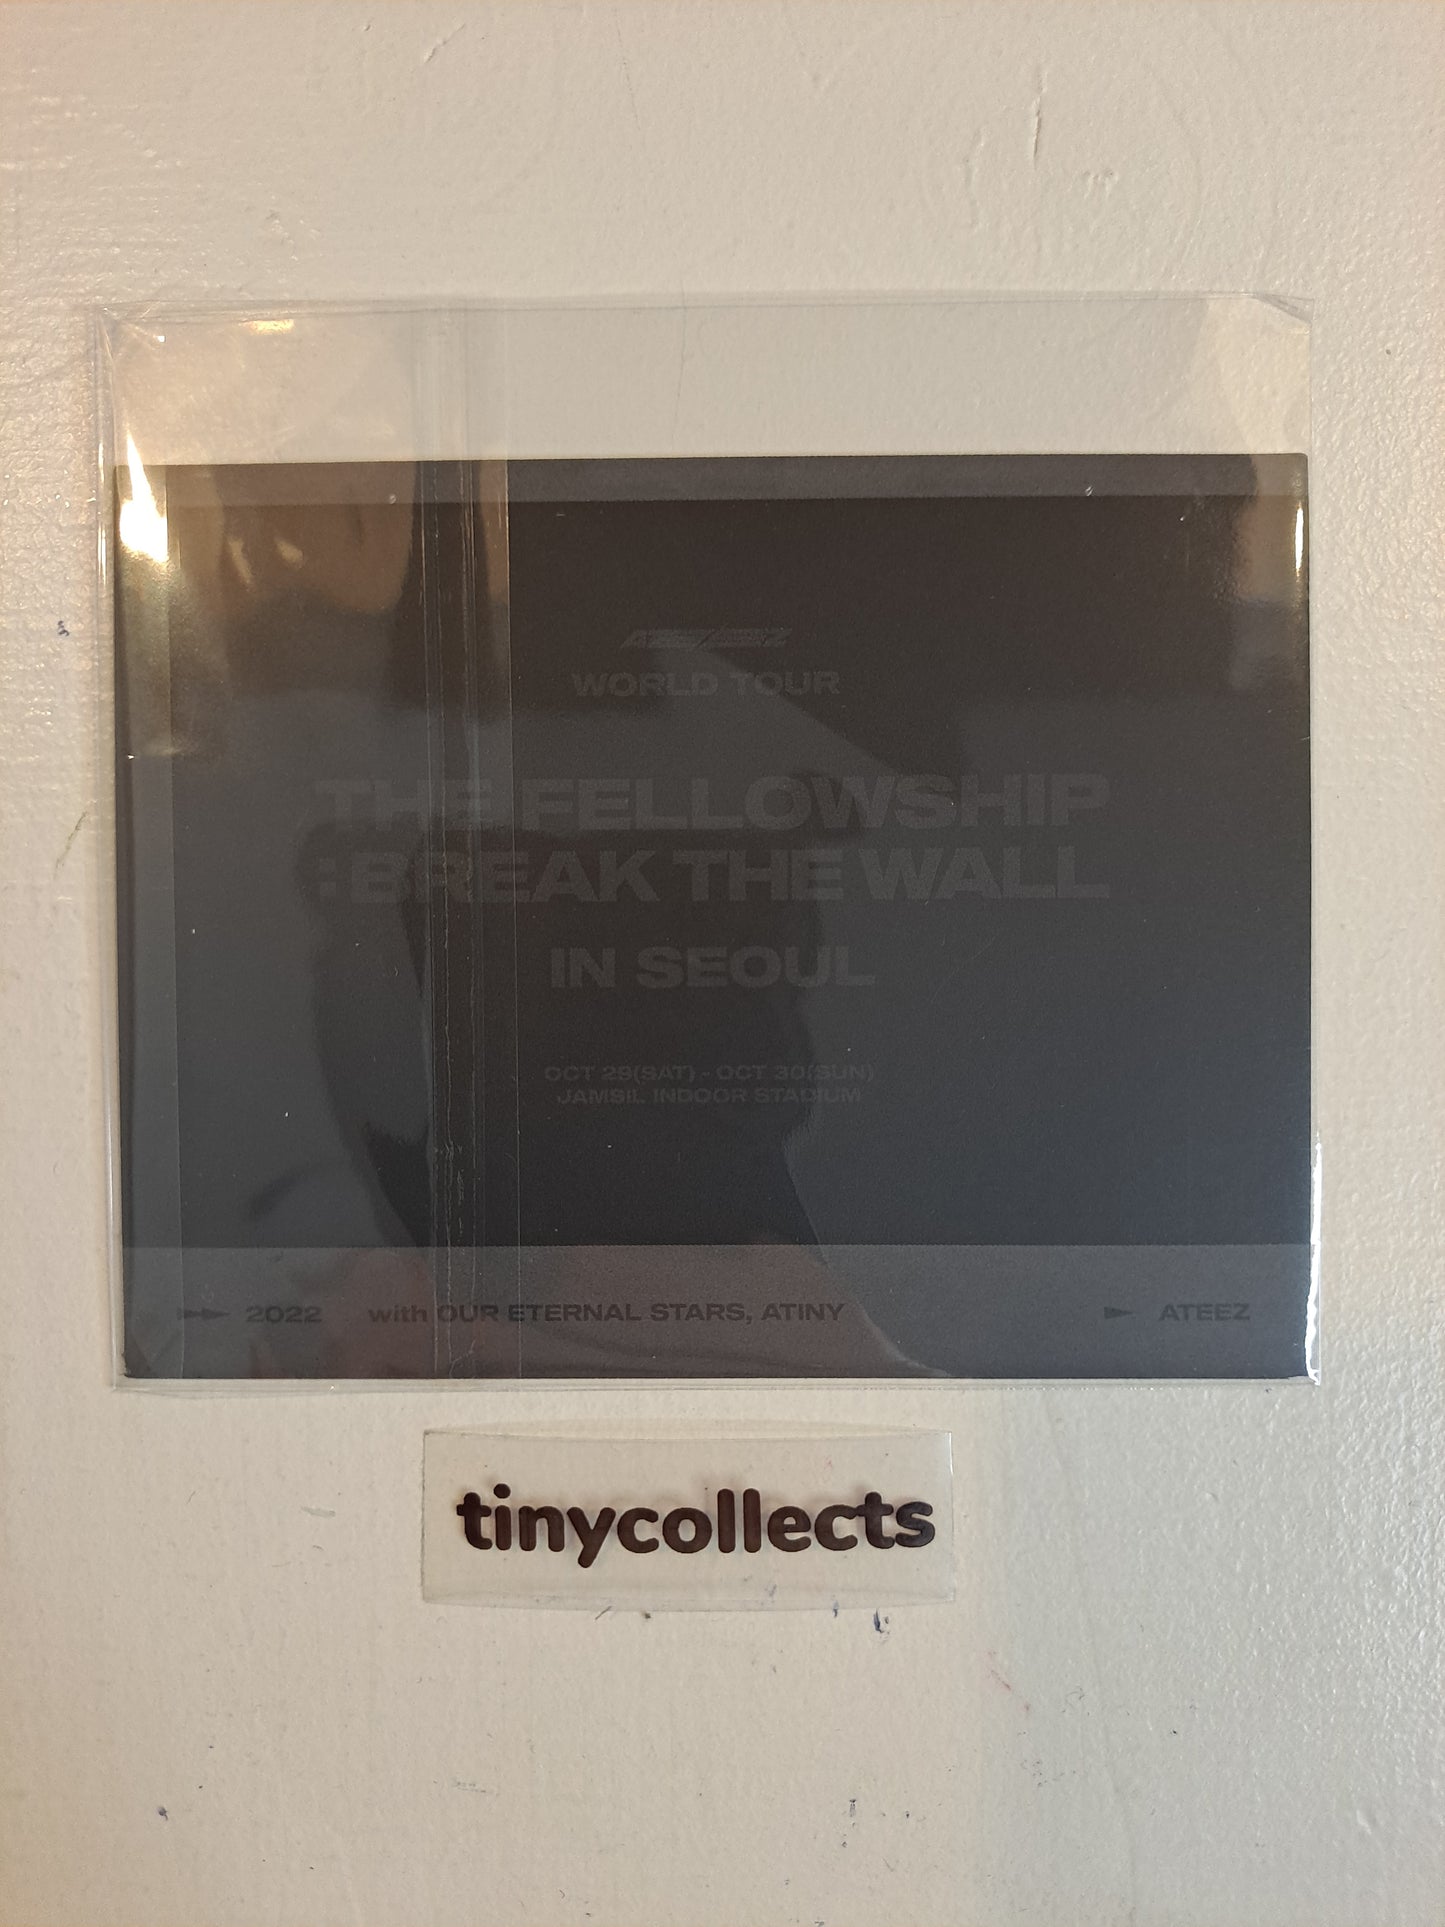 ATEEZ
WORLD TOUR
THE FELLOWSHIP
: BREAK THE WALL
IN SEOUL
OCT 29(SAT) - OCT 30(SUN)
JAMSIL INDOOR STADIUM
2022 with OUR ETERNAL STARS, ATINY ATEEZ
tinycollects